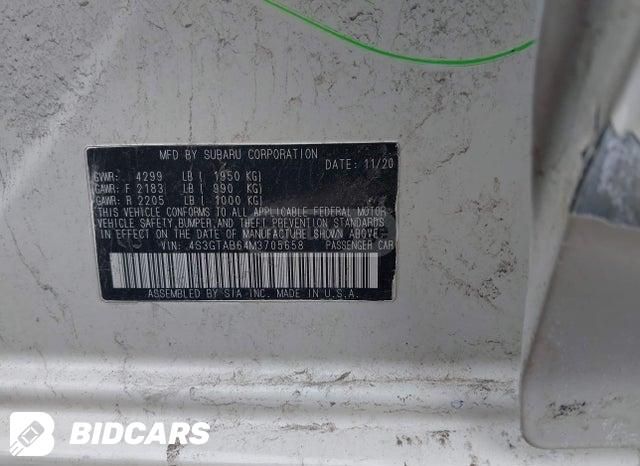 MFD BY SUBARU CORPORATION
DATE: 11/20
GVWR: 4299 LB ( 1950 KG)
GAWR: F 2183 LB ( 990 KG)
GAWR: R 2205 LB ( 1000 KG)
THIS VEHICLE CONFORMS TO ALL APPLICABLE FEDERAL MOTOR
VEHICLE SAFETY, BUMPER, AND THEFT PREVENTION STANDARDS
IN EFFECT ON THE DATE OF MANUFACTURE SHOWN ABOVE.
VIN: 4S3GTAB64M3705658 PASSENGER CAR
ASSEMBLED BY SIA INC. MADE IN U.S.A.
BIDCARS